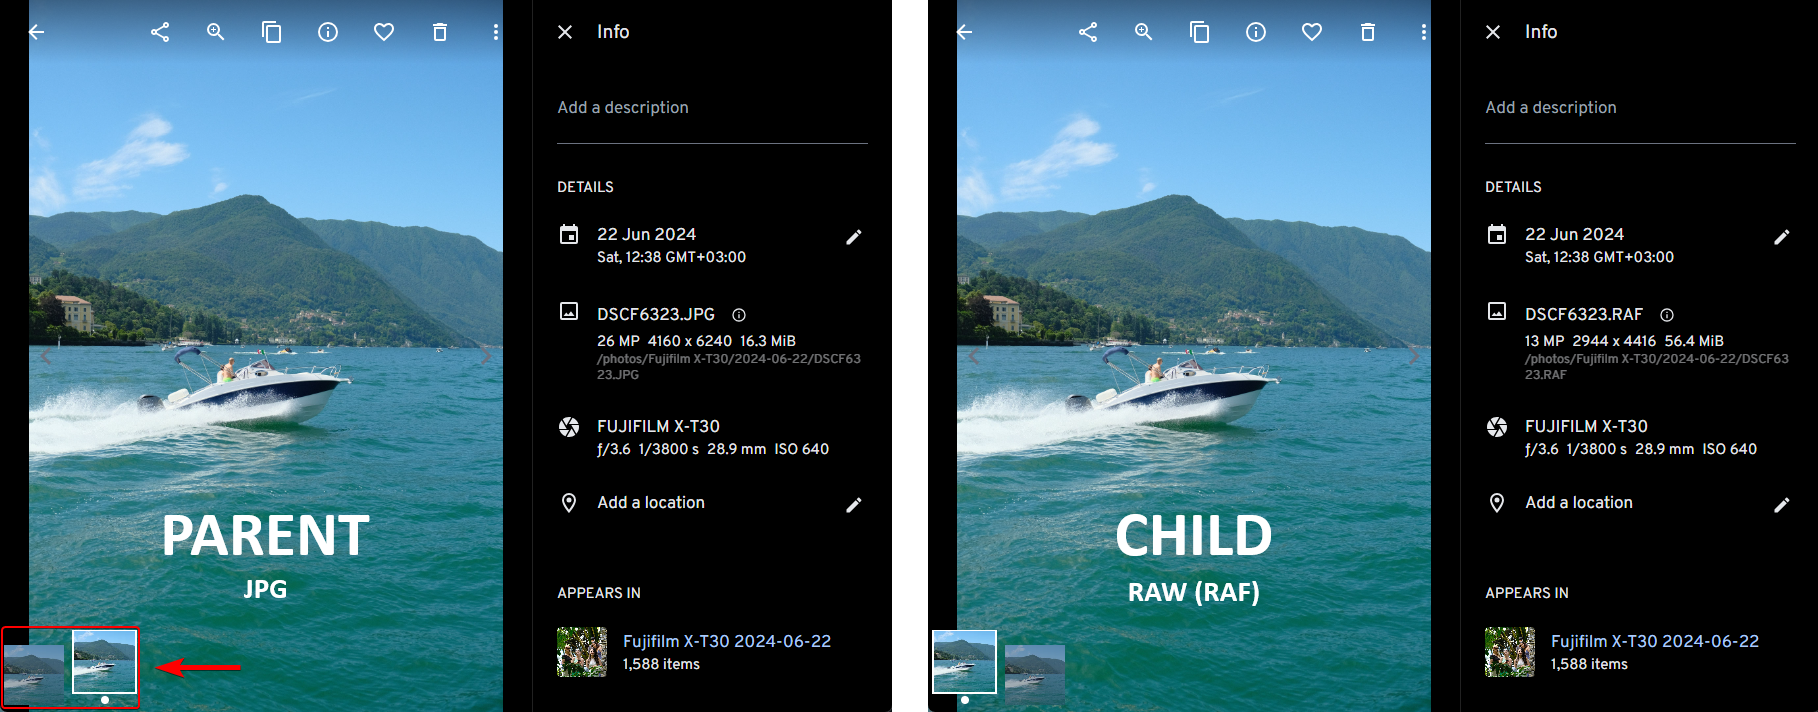 Info
Add a description
DETAILS
22 Jun 2024
Sat, 12:38 GMT+03:00
DSCF6323.JPG
26 MP 4160 x 6240 16.3 MiB
/photos/Fujifilm X-T30/2024-06-22/DSCF63
23.JPG
FUJIFILM X-T30
ƒ/3.6 1/3800 s 28.9 mm ISO 640
Add a location
PARENT
JPG
APPEARS IN
Fujifilm X-T30 2024-06-22
1,588 items
Info
Add a description
DETAILS
22 Jun 2024
Sat, 12:38 GMT+03:00
DSCF6323.RAF
13 MP 2944 x 4416 56.4 MiB
/photos/Fujifilm X-T30/2024-06-22/DSCF63
23.RAF
FUJIFILM X-T30
ƒ/3.6 1/3800 s 28.9 mm ISO 640
Add a location
CHILD
RAW (RAF)
APPEARS IN
Fujifilm X-T30 2024-06-22
1,588 items